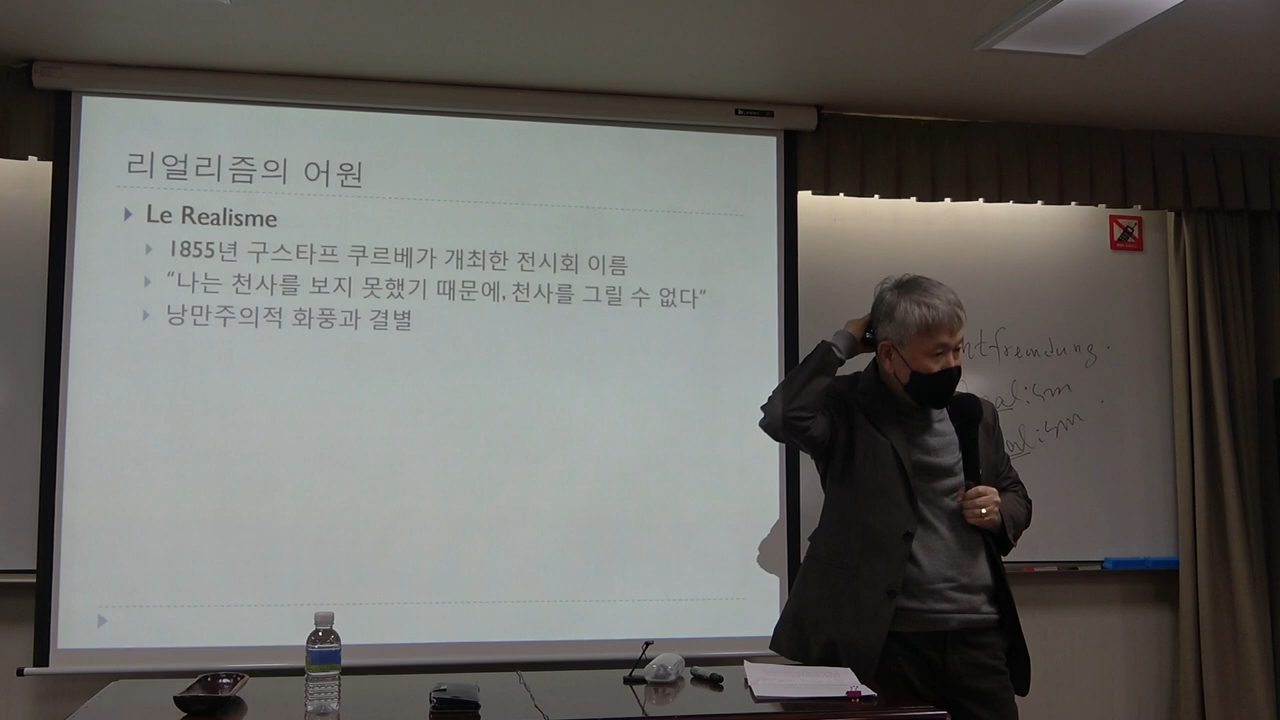 리얼리즘의 어원
Le Realisme
1855년 구스타프 쿠르베가 개최한 전시회 이름
“나는 천사를 보지 못했기 때문에, 천사를 그릴 수 없다”
낭만주의적 화풍과 결별
ntfremdung.
alism
alism